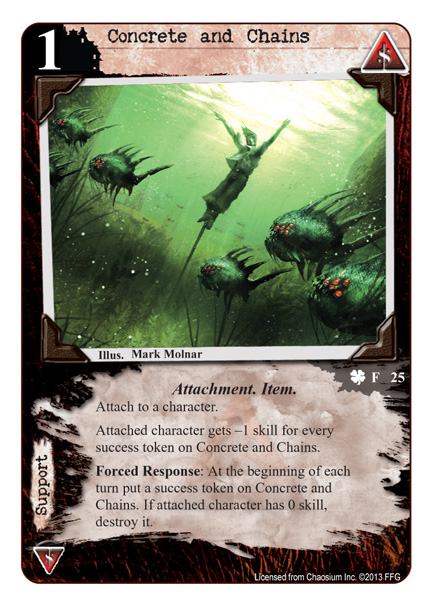 1
Concrete and Chains
Illus. Mark Molnar
F 25
Attachment. Item.
Attach to a character.
Attached character gets –1 skill for every
success token on Concrete and Chains.
Forced Response: At the beginning of each
turn put a success token on Concrete and
Chains. If attached character has 0 skill,
destroy it.
Support
Licensed from Chaosium Inc. ©2013 FFG